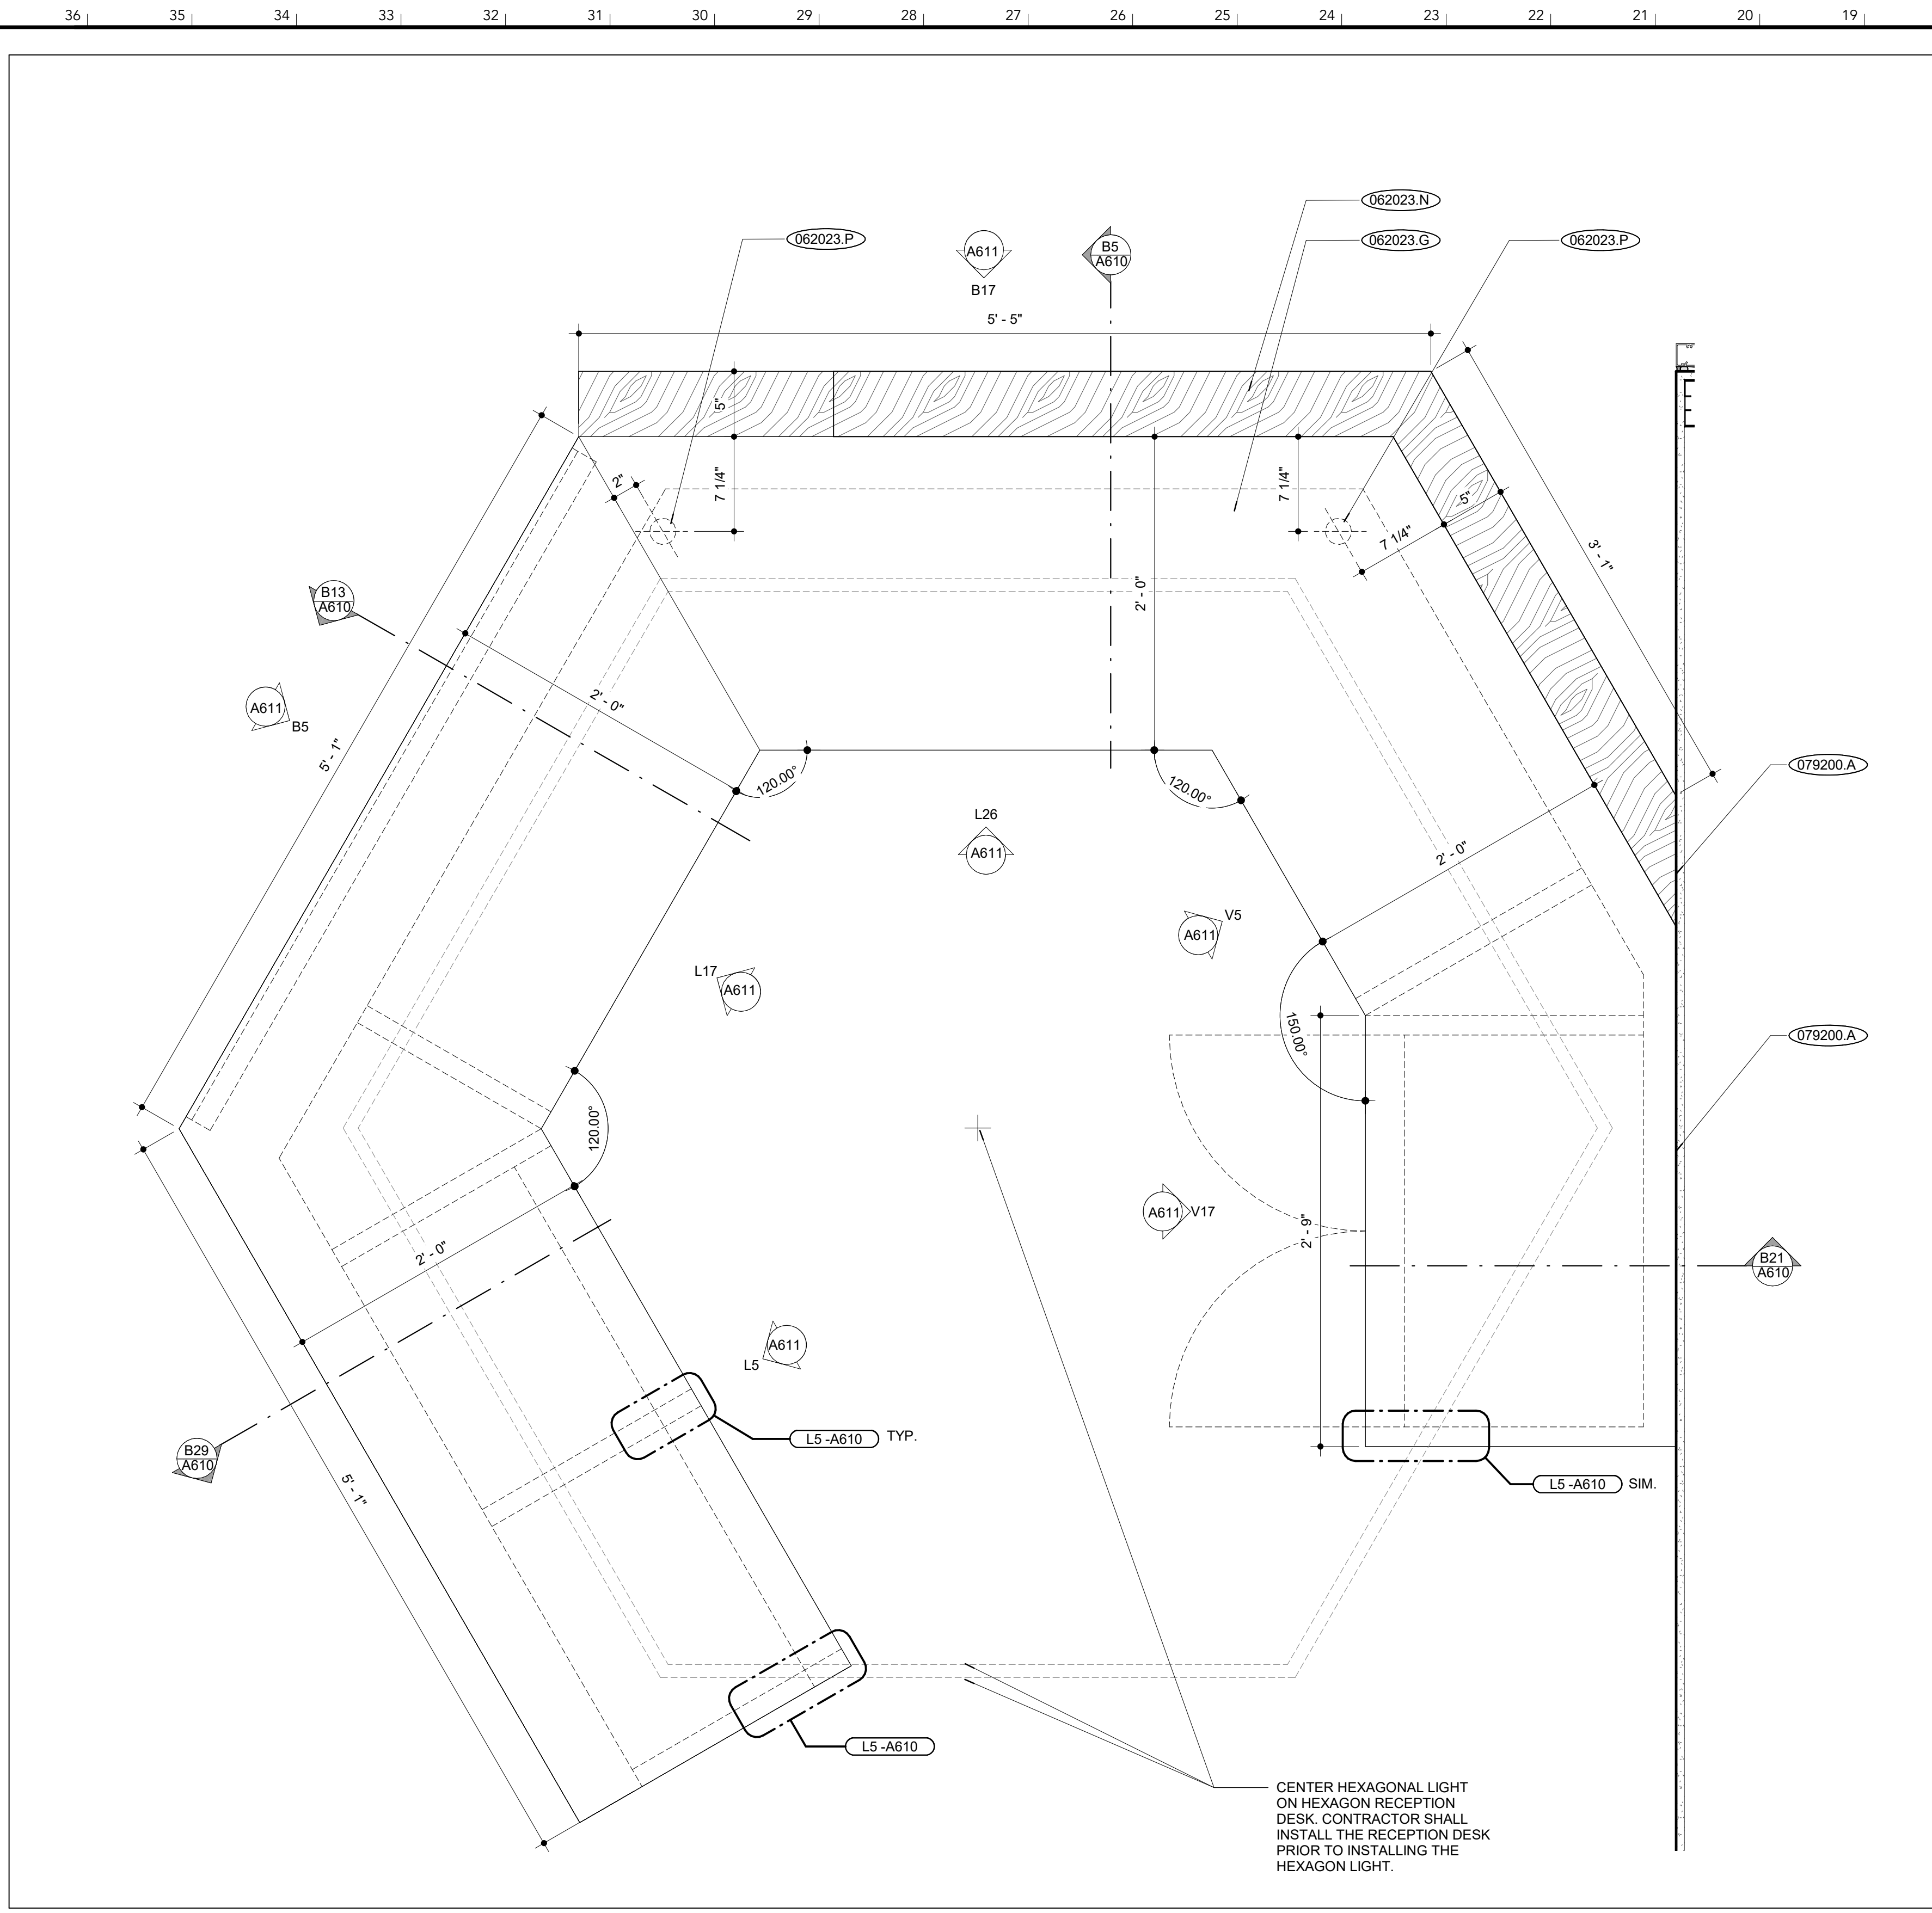 36 35 34 33 32 31 30 29 28 27 26 25 24 23 22 21 20 19
062023.N
062023.P
A611
B17
B5
A610
062023.G
062023.P
5' - 5"
5"
2"
7 1/4"
7 1/4"
5"
7 1/4"
3' - 1"
B13
A610
2' - 0"
A611
B5
2' - 0"
5' - 1"
120.00°
120.00°
079200.A
L26
A611
2' - 0"
V5
A611
L17
A611
150.00°
079200.A
120.00°
A611
V17
2' - 9"
2' - 0"
B21
A610
A611
L5
L5 -A610
TYP.
B29
A610
5' - 1"
L5 -A610
SIM.
L5 -A610
CENTER HEXAGONAL LIGHT
ON HEXAGON RECEPTION
DESK. CONTRACTOR SHALL
INSTALL THE RECEPTION DESK
PRIOR TO INSTALLING THE
HEXAGON LIGHT.